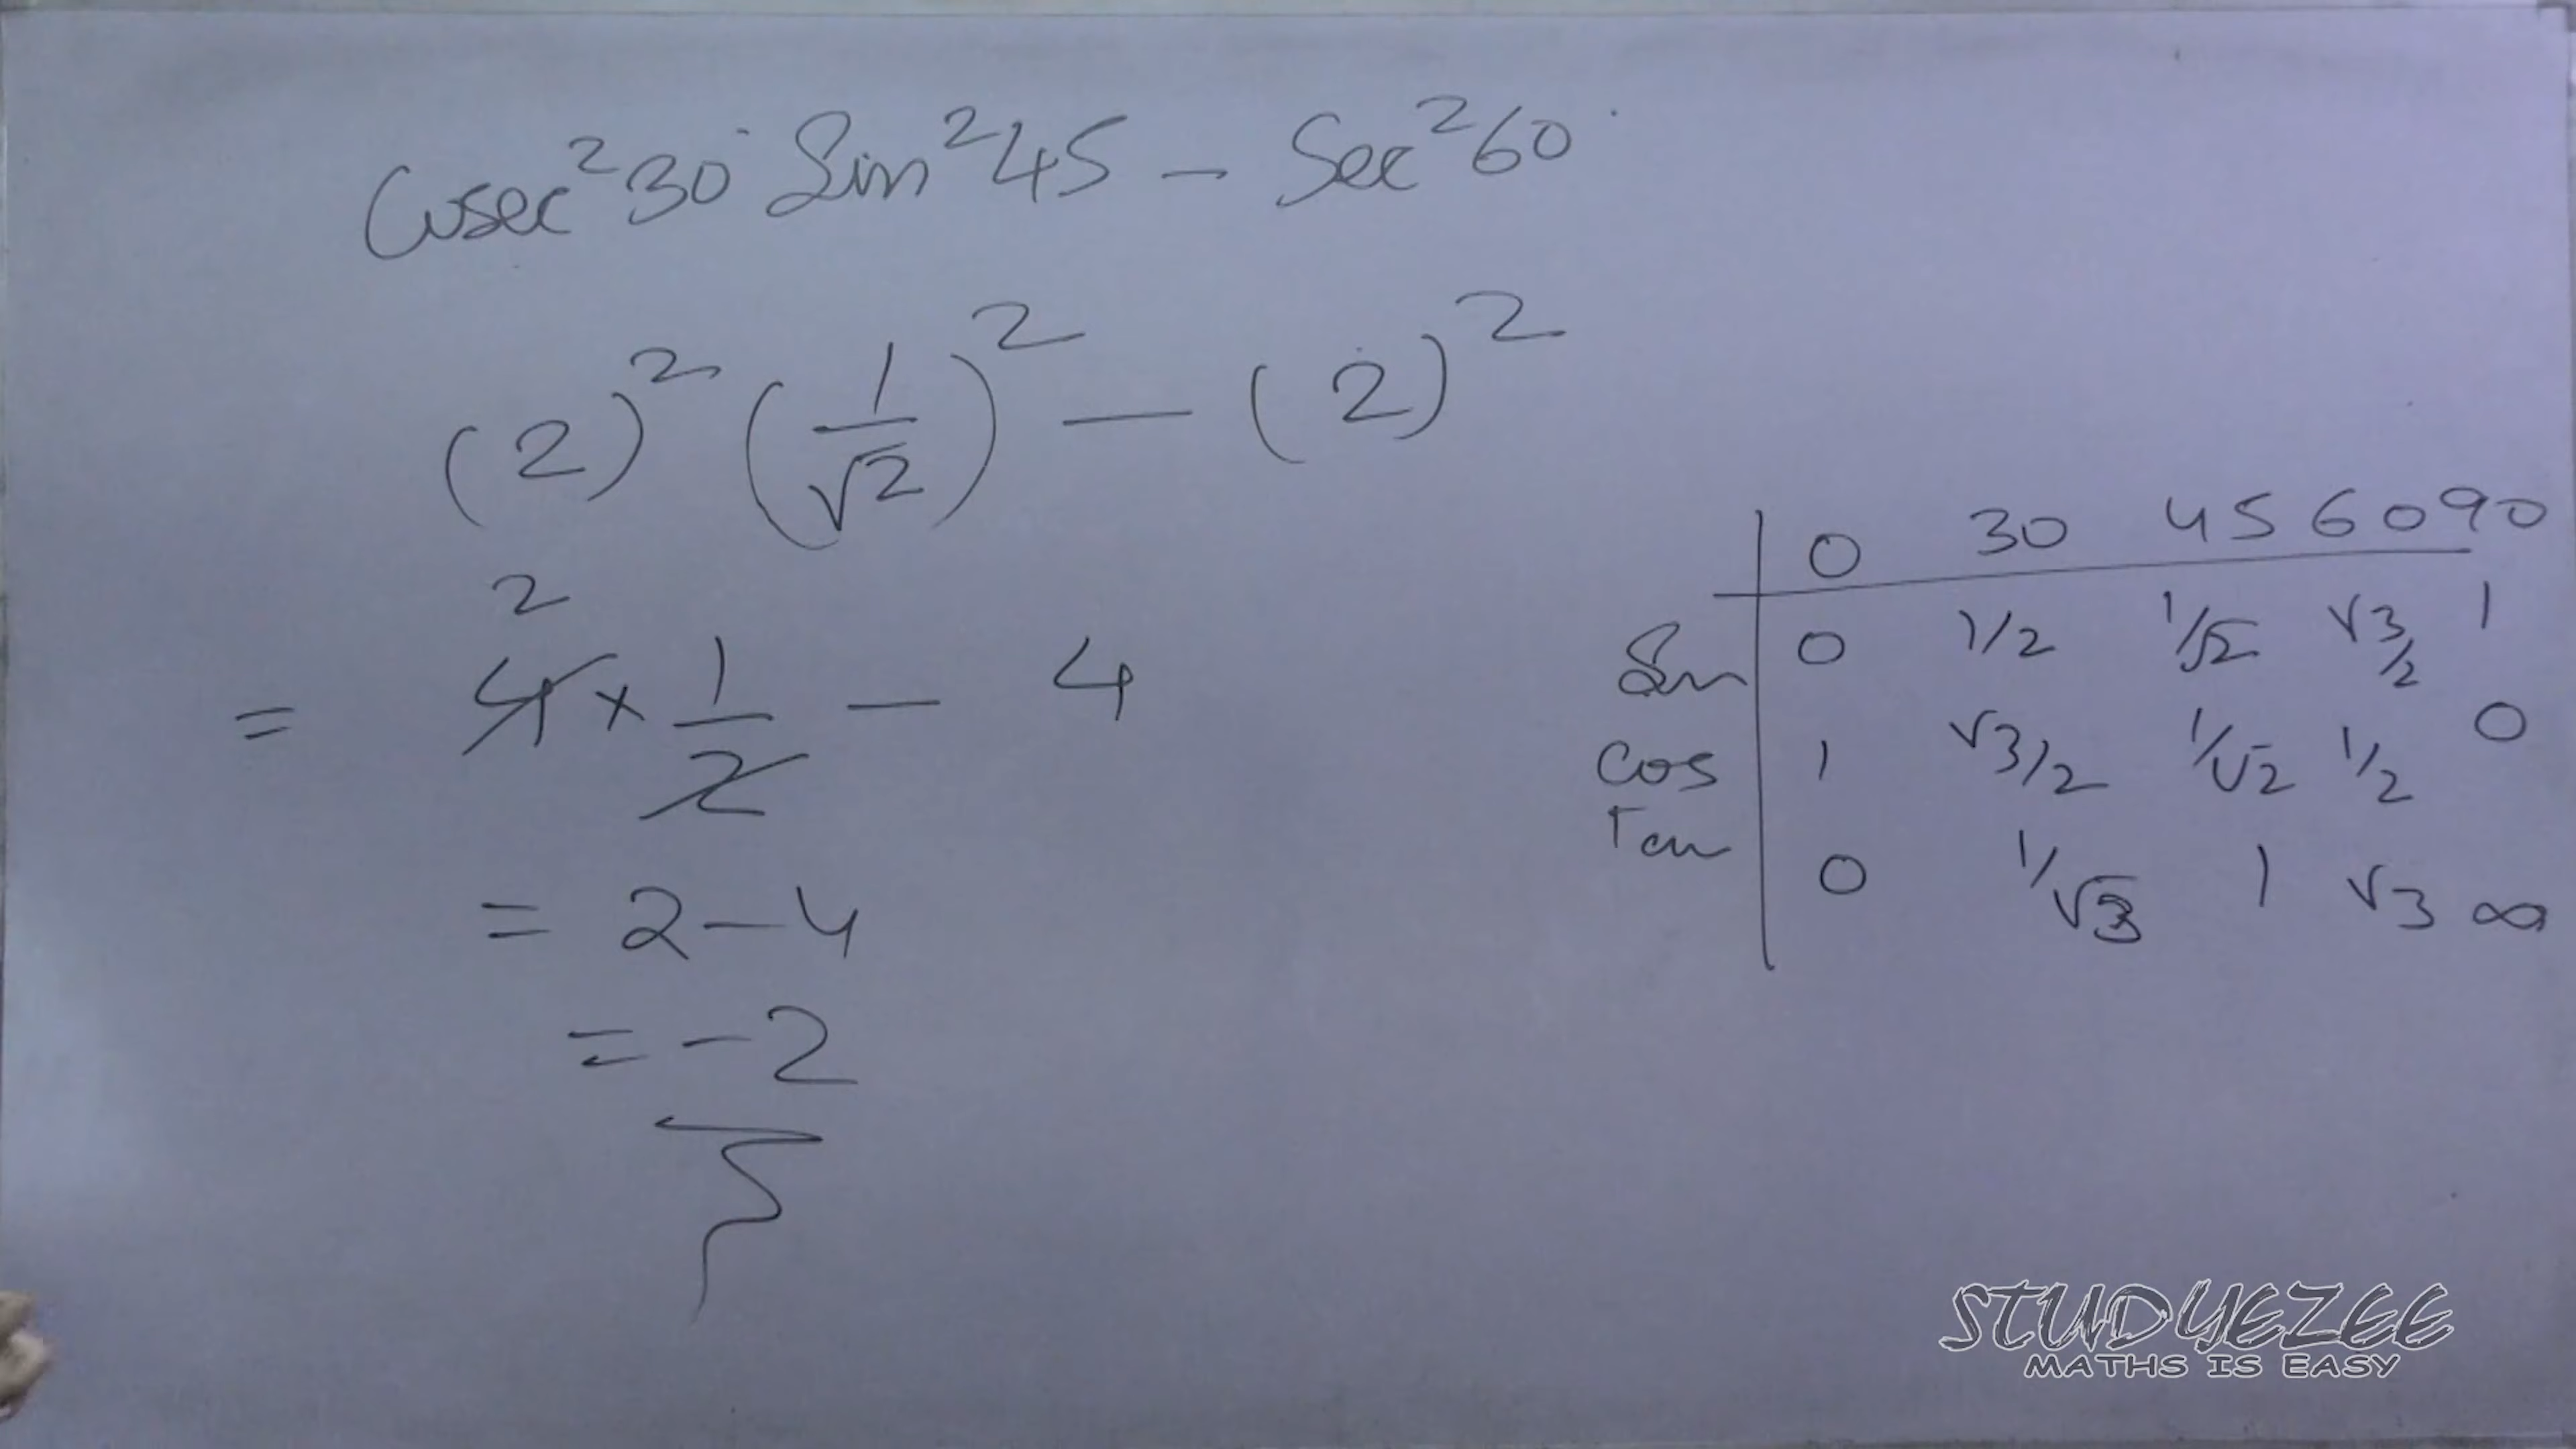 Cosec²30° Sin²45 - Sec²60°
(2)² (1/√2)² - (2)²
2
= 4 × 1/2 - 4
= 2 - 4
= -2
0 30 45 60 90
Sin 0 1/2 1/√2 √3/2 1
Cos 1 √3/2 1/√2 1/2 0
Tan 0 1/√3 1 √3 ∞
STUDYEZEE
MATHS IS EASY